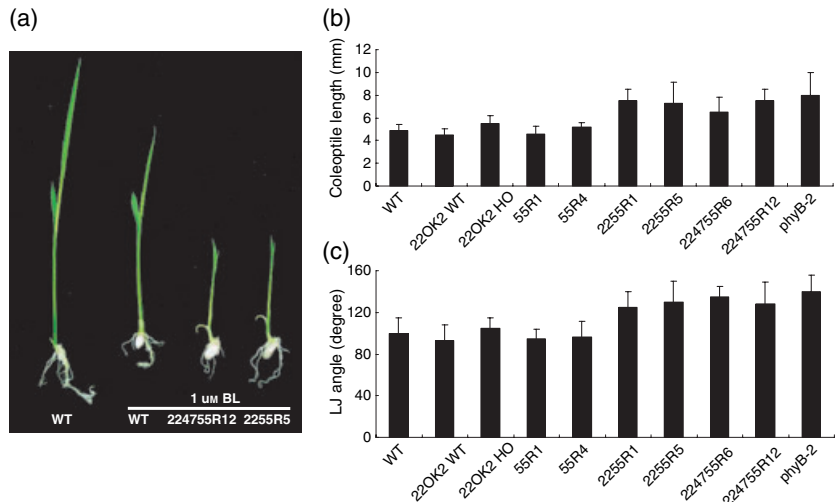 (a)
WT
1 uM BL
WT 224755R12 2255R5
(b)
Coleoptile length (mm)
12
10
8
6
4
2
0
WT 22OK2 WT 22OK2 HO 55R1 55R4 2255R1 2255R5 224755R6 224755R12 phyB-2
(c)
LJ angle (degree)
160
120
80
40
0
WT 22OK2 WT 22OK2 HO 55R1 55R4 2255R1 2255R5 224755R6 224755R12 phyB-2